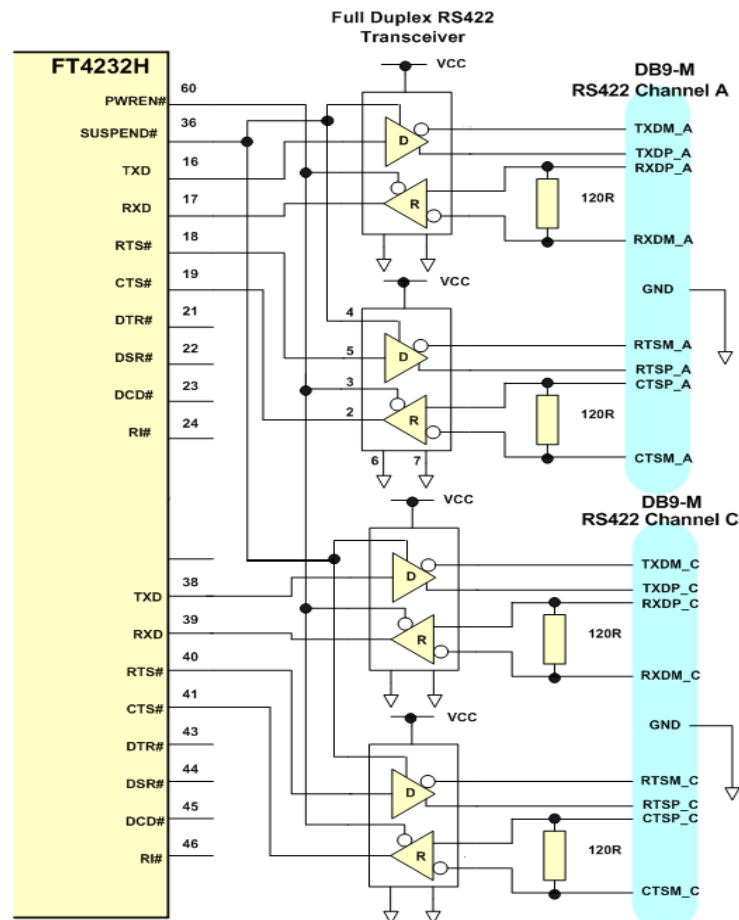 Full Duplex RS422
Transceiver
FT4232H
60
PWREN#
36
SUSPEND#
16
TXD
17
RXD
18
RTS#
19
CTS#
21
DTR#
22
DSR#
23
DCD#
24
RI#
38
TXD
39
RXD
40
RTS#
41
CTS#
43
DTR#
44
DSR#
45
DCD#
46
RI#
VCC
D
R
VCC
4
5
D
3
2
R
6 7
VCC
D
R
VCC
D
R
DB9-M
RS422 Channel A
TXDM_A
TXDP_A
RXDP_A
120R
RXDM_A
GND
RTSM_A
RTSP_A
CTSP_A
120R
CTSM_A
DB9-M
RS422 Channel C
TXDM_C
TXDP_C
RXDP_C
120R
RXDM_C
GND
RTSM_C
RTSP_C
CTSP_C
120R
CTSM_C